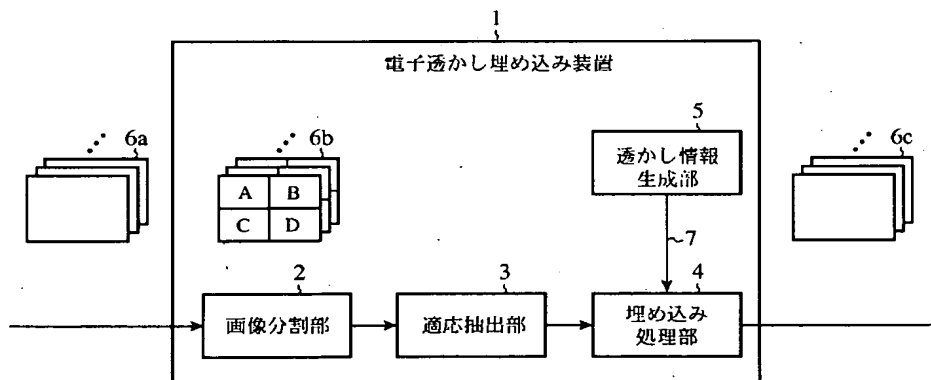 1
電子透かし埋め込み装置
6a
6b
5
6c
透かし情報
生成部
A B
C D
7
2
3
4
画像分割部
適応抽出部
埋め込み
処理部